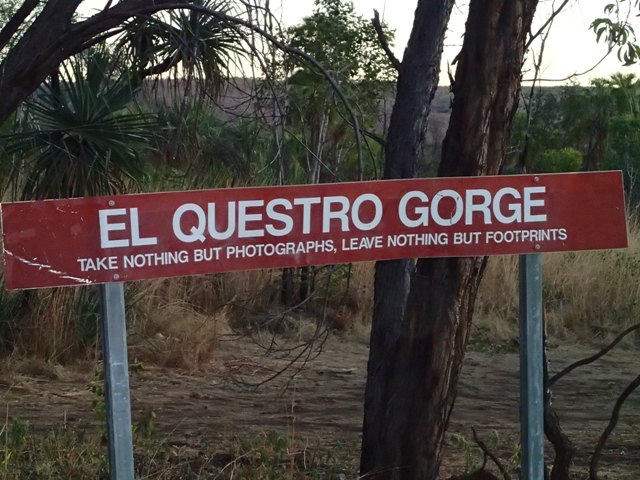 EL QUESTRO GORGE
TAKE NOTHING BUT PHOTOGRAPHS, LEAVE NOTHING BUT FOOTPRINTS